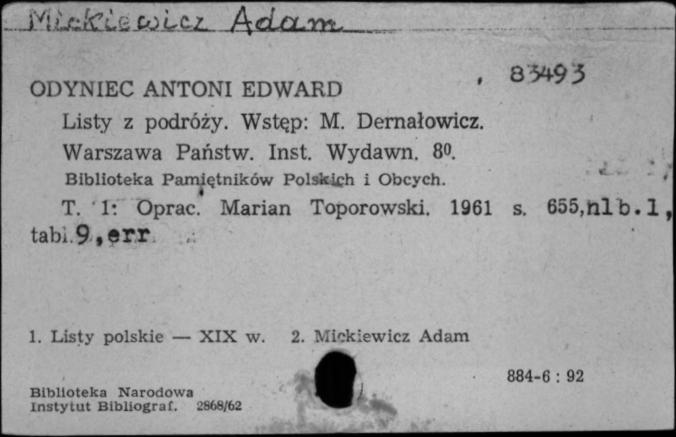 Mickiewicz Adam
83493
ODYNIEC ANTONI EDWARD
Listy z podróży. Wstęp: M. Dernałowicz.
Warszawa Państw. Inst. Wydawn. 8⁰.
Biblioteka Pamiętników Polskich i Obcych.
T. 1: Oprac. Marian Toporowski. 1961 s. 655,nlb.1,
tabl.9,err
1. Listy polskie — XIX w. 2. Mickiewicz Adam
884-6 : 92
Biblioteka Narodowa
Instytut Bibliograf. 2868/62